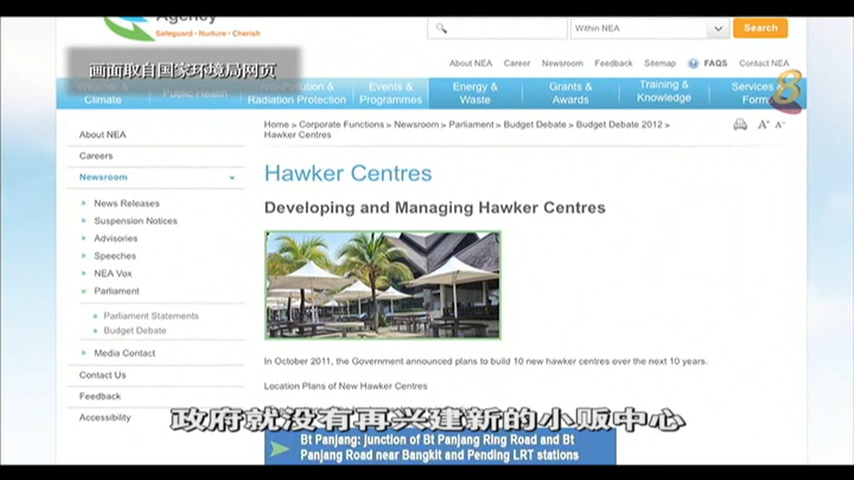 Agency
Safeguard · Nurture · Cherish
Within NEA
Search
画面取自国家环境局网页
About NEA
Career
Newsroom
Feedback
Sitemap
FAQS
Contact NEA
Weather & Climate
Public Health
Anti-Pollution & Radiation Protection
Events & Programmes
Energy & Waste
Grants & Awards
Training & Knowledge
Services & Forms
8
Home > Corporate Functions > Newsroom > Parliament > Budget Debate > Budget Debate 2012 >
Hawker Centres
A+ A-
About NEA
Careers
Newsroom
News Releases
Suspension Notices
Advisories
Speeches
NEA Vox
Parliament
Parliament Statements
Budget Debate
Media Contact
Contact Us
Feedback
Accessibility
Hawker Centres
Developing and Managing Hawker Centres
In October 2011, the Government announced plans to build 10 new hawker centres over the next 10 years.
Location Plans of New Hawker Centres
政府就没有再兴建新的小贩中心
Bt Panjang: junction of Bt Panjang Ring Road and Bt
Panjang Road near Bangkit and Pending LRT stations